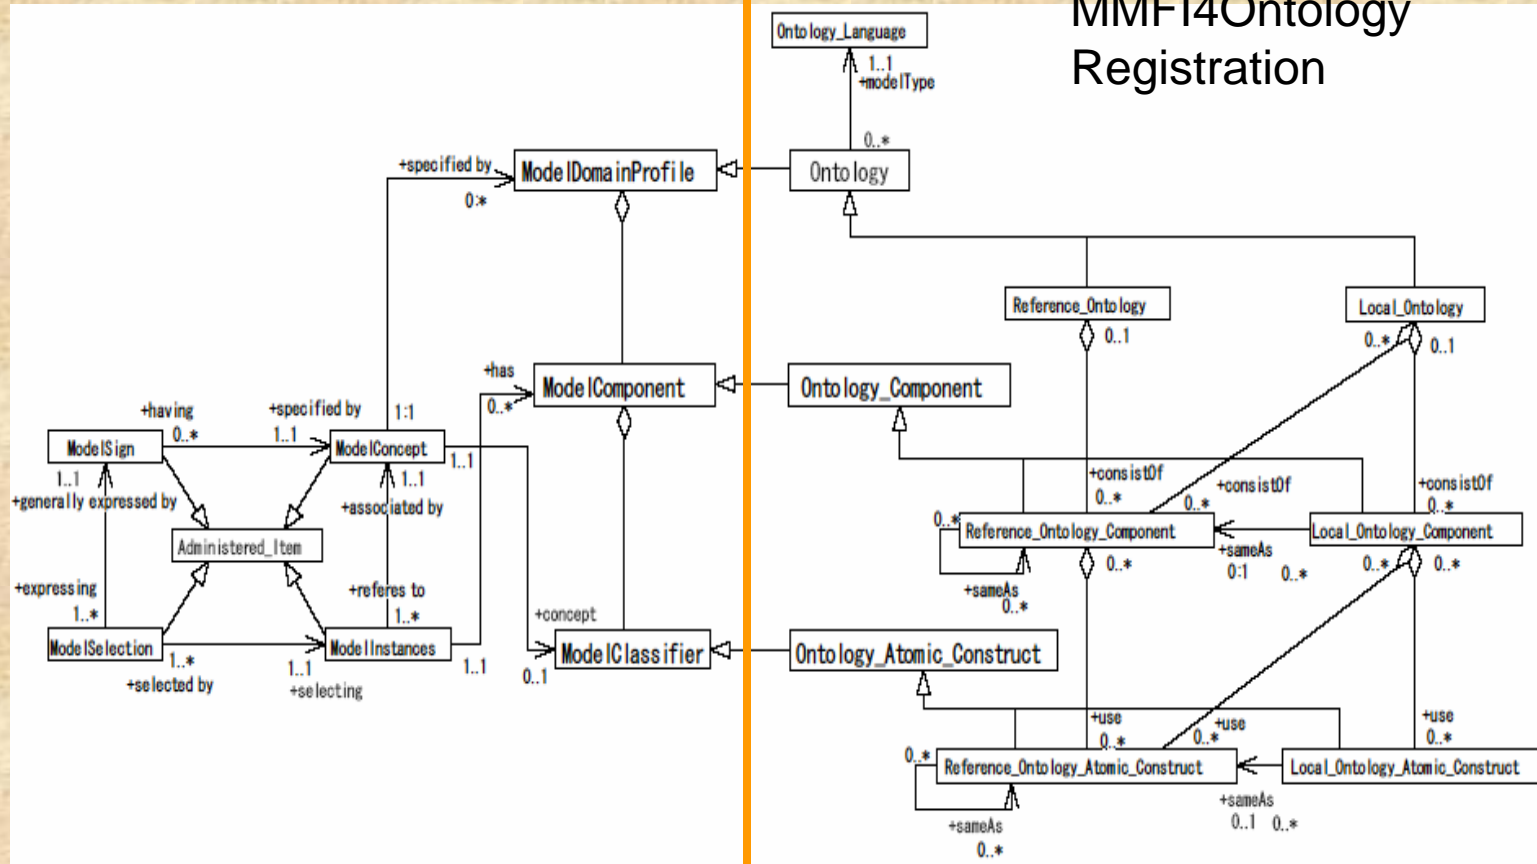 MMFI4Ontology
Registration
Ontology_Language
1..1
+modelType
0..*
Ontology
+specified by
0:*
ModelDomainProfile
Reference_Ontology
0..1
Local_Ontology
0..*
0..1
+has
0..*
ModelComponent
Ontology_Component
+having
0..*
+specified by
1..1
1:1
ModelSign
ModelConcept
1..1
1..1
+generally expressed by
1..1
+associated by
Administered_Item
+expressing
1..*
+referes to
1..*
ModelSelection
ModelInstances
1..*
+selected by
1..1
+selecting
1..1
+concept
0..1
ModelClassifier
Ontology_Atomic_Construct
+consistOf
0..*
+consistOf
0..*
+consistOf
0..*
0..*
Reference_Ontology_Component
Local_Ontology_Component
+sameAs
0..*
0..*
+sameAs
0:1
0..*
0..*
0..*
+use
0..*
+use
0..*
+use
0..*
0..*
Reference_Ontology_Atomic_Construct
Local_Ontology_Atomic_Construct
+sameAs
0..*
+sameAs
0..1
0..*